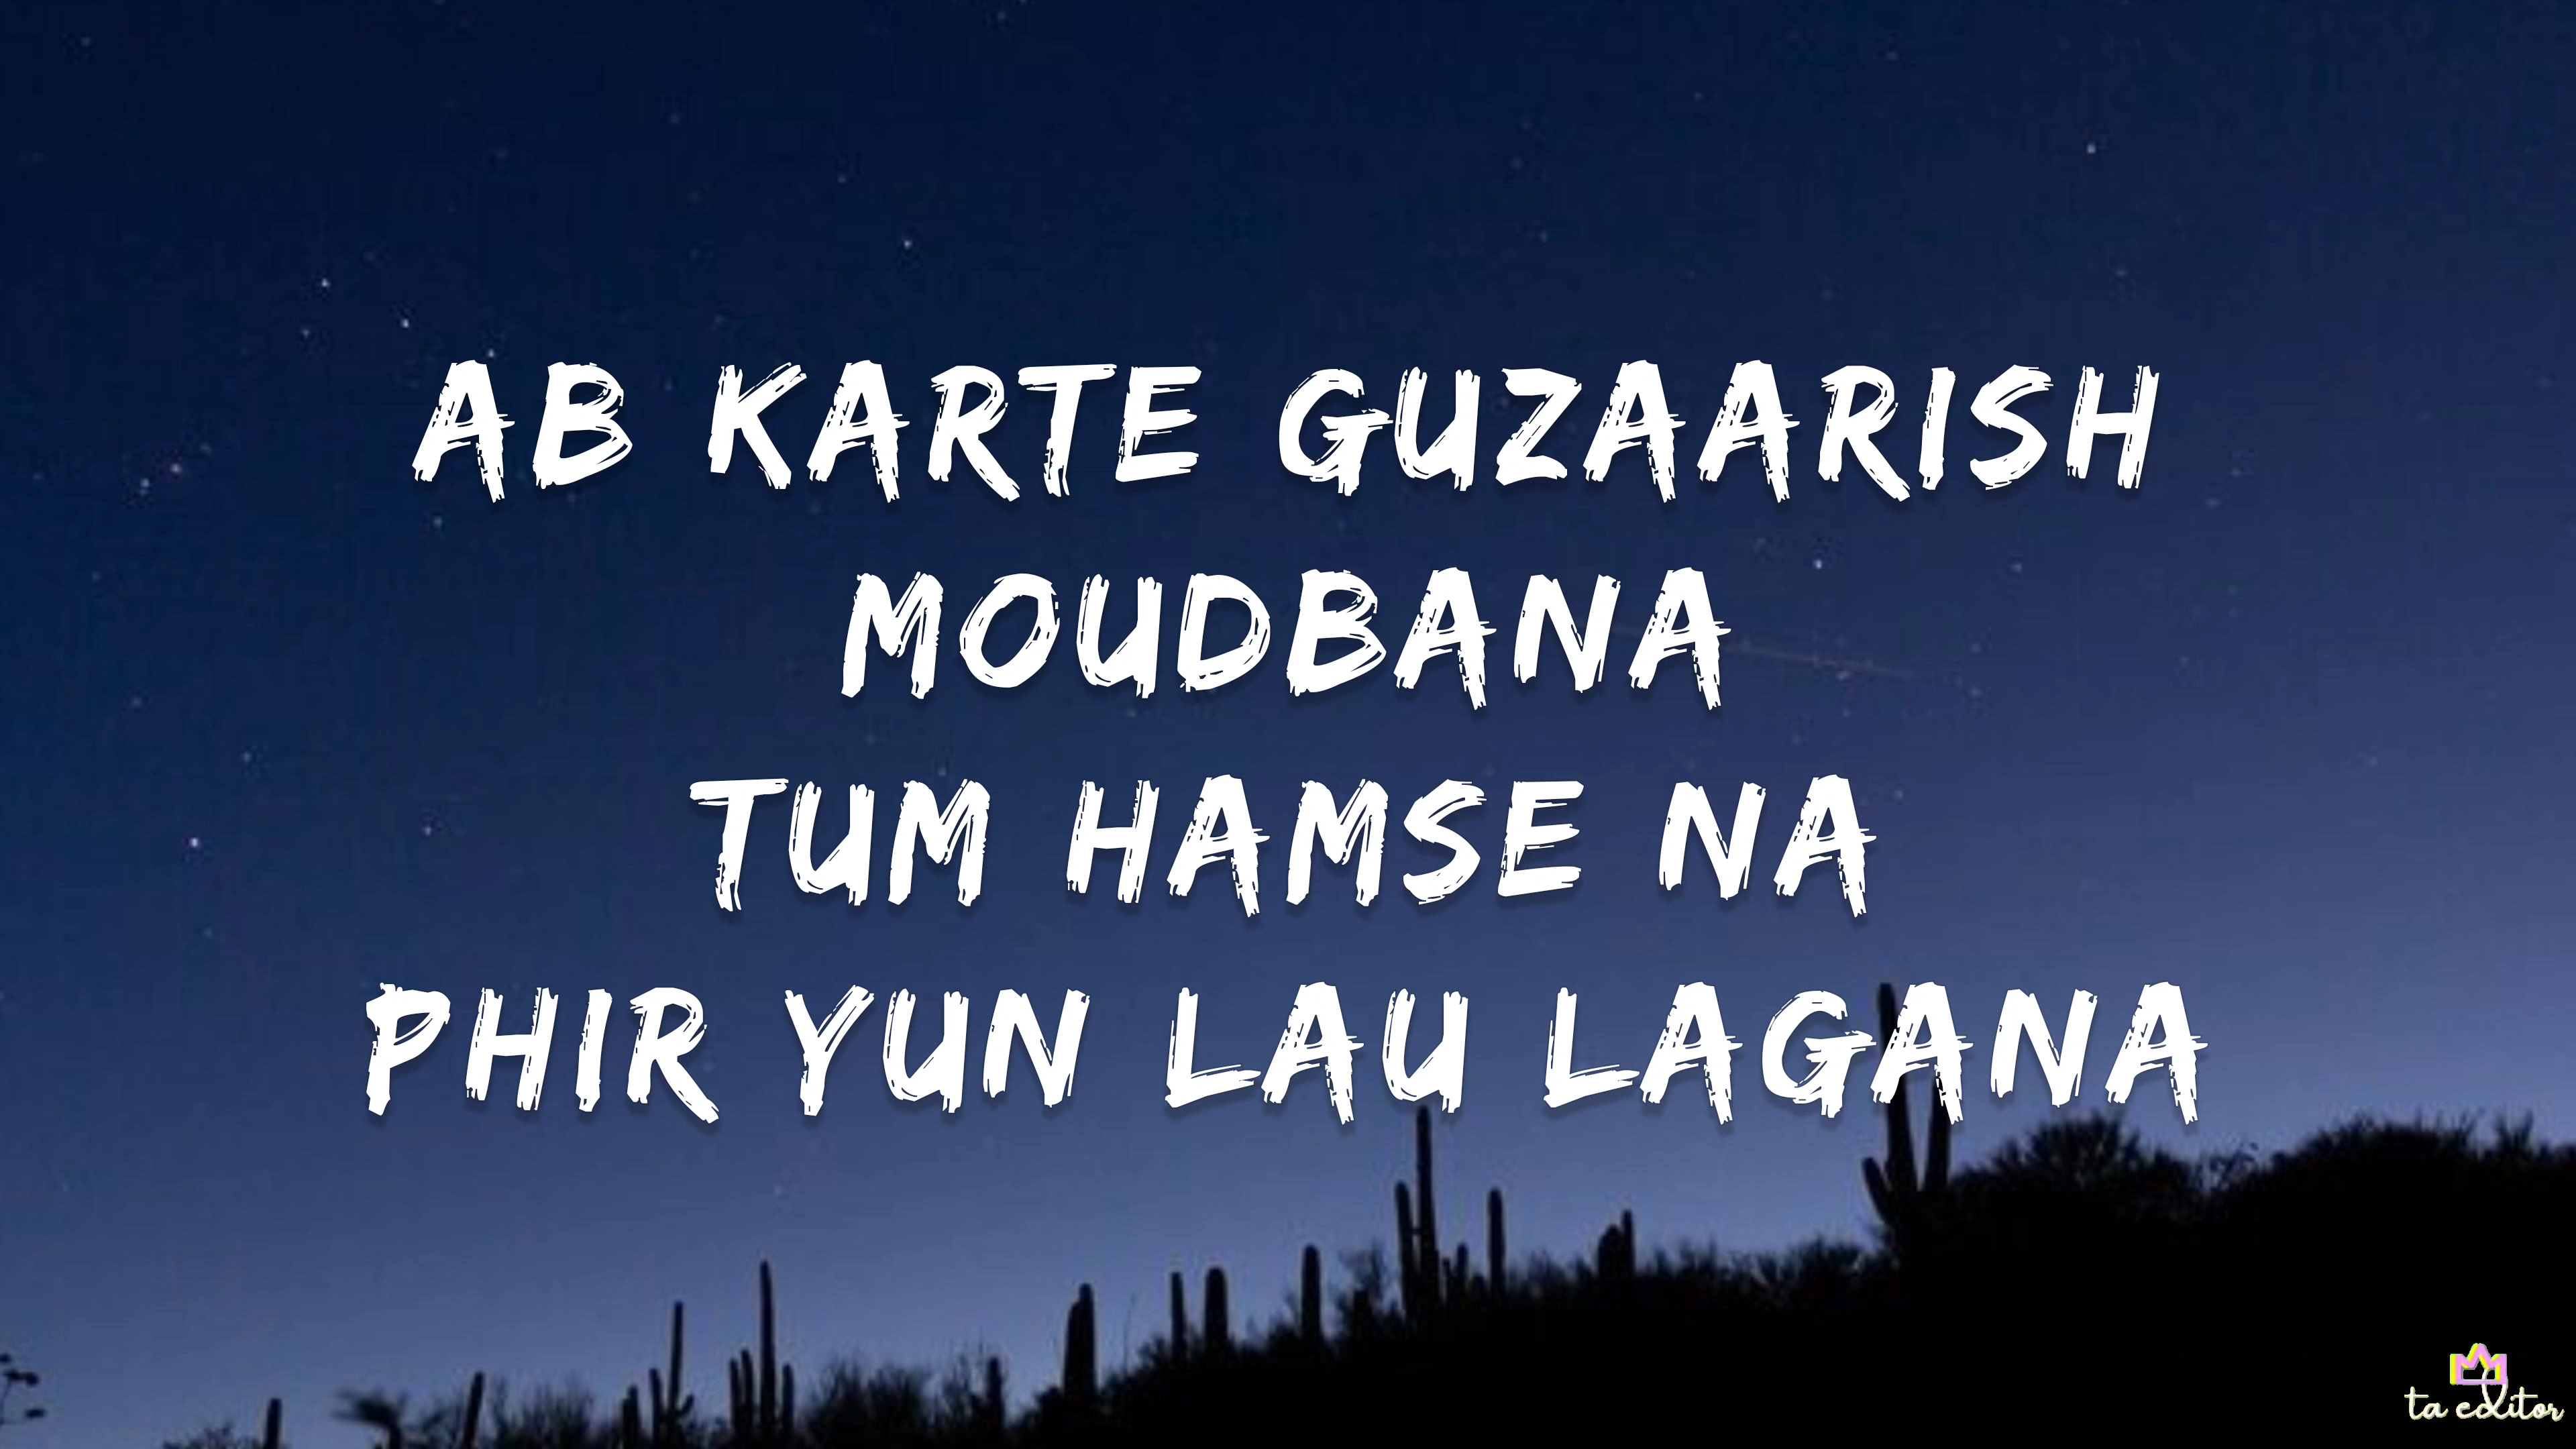 AB KARTE GUZAARISH
MOUDBANA
TUM HAMSE NA
PHIR YUN LAU LAGANA
ta editor